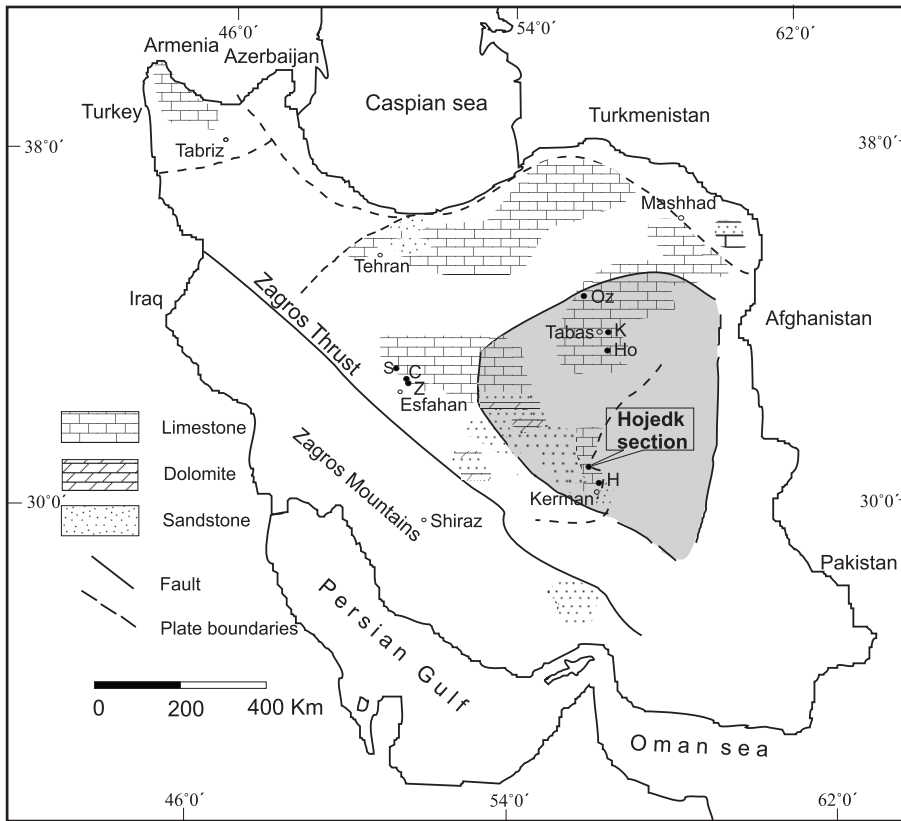 46°0´
54°0´
62°0´
Armenia
Azerbaijan
Turkey
Caspian sea
Turkmenistan
38°0´
38°0´
Tabriz
Mashhad
Tehran
Zagros Thrust
Iraq
Oz
Tabas
K
Afghanistan
Ho
S
C
Z
Esfahan
Hojedk
section
Limestone
Zagros Mountains
Dolomite
H
Kerman
30°0´
30°0´
Sandstone
Shiraz
Pakistan
Fault
Persian Gulf
Plate boundaries
0 200 400 Km
Oman sea
46°0´
54°0´
62°0´